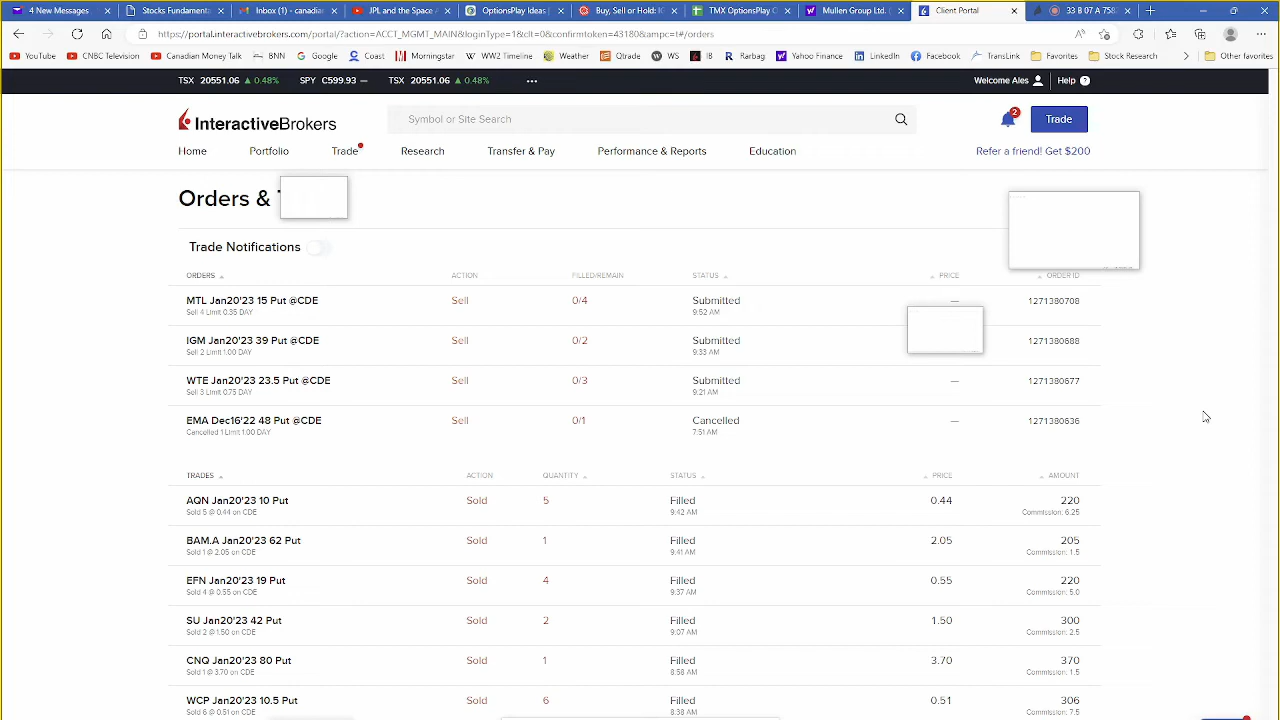 4 New Messages
Stocks Fundament
Inbox (1) - canadian
JPL and the Space A
OptionsPlay Ideas
Buy, Sell or Hold: K
TMX OptionsPlay C
Mullen Group Ltd. (
Client Portal
33 B 07 A 758.
https://portal.interactivebrokers.com/portal/?action=ACCT_MGMT_MAIN&loginType=1&clt=0&confirmtoken=43180&ampc=t#/orders
YouTube
CNBC Television
Canadian Money Talk
BNN
Google
Coast
Morningstar
WW2 Timeline
Weather
Qtrade
WS
IB
Rarbag
Yahoo Finance
LinkedIn
Facebook
TransLink
Favorites
Stock Research
Other favorites
TSX 20551.06 ▲ 0.48% SPY C599.93 — TSX 20551.06 ▲ 0.48% •••
Welcome Ales Help ?
InteractiveBrokers
Symbol or Site Search
2
Trade
Home Portfolio Trade Research Transfer & Pay Performance & Reports Education
Refer a friend! Get $200
Orders &
Trade Notifications
ORDERS ACTION FILLED/REMAIN STATUS PRICE ORDER ID
MTL Jan20'23 15 Put @CDE Sell 0/4 Submitted — 1271380708
Sell 4 Limit 0.35 DAY 9:52 AM
IGM Jan20'23 39 Put @CDE Sell 0/2 Submitted 1271380688
Sell 2 Limit 1.00 DAY 9:33 AM
WTE Jan20'23 23.5 Put @CDE Sell 0/3 Submitted — 1271380677
Sell 3 Limit 0.75 DAY 9:21 AM
EMA Dec16'22 48 Put @CDE Sell 0/1 Cancelled — 1271380636
Cancelled 1 Limit 1.00 DAY 7:51 AM
TRADES ACTION QUANTITY STATUS PRICE AMOUNT
AQN Jan20'23 10 Put Sold 5 Filled 0.44 220
Sold 5 @ 0.44 on CDE 9:42 AM Commission: 6.25
BAM.A Jan20'23 62 Put Sold 1 Filled 2.05 205
Sold 1 @ 2.05 on CDE 9:41 AM Commission: 1.5
EFN Jan20'23 19 Put Sold 4 Filled 0.55 220
Sold 4 @ 0.55 on CDE 9:37 AM Commission: 5.0
SU Jan20'23 42 Put Sold 2 Filled 1.50 300
Sold 2 @ 1.50 on CDE 9:07 AM Commission: 2.5
CNQ Jan20'23 80 Put Sold 1 Filled 3.70 370
Sold 1 @ 3.70 on CDE 8:58 AM Commission: 1.5
WCP Jan20'23 10.5 Put Sold 6 Filled 0.51 306
Sold 6 @ 0.51 on CDE 8:38 AM Commission: 7.5